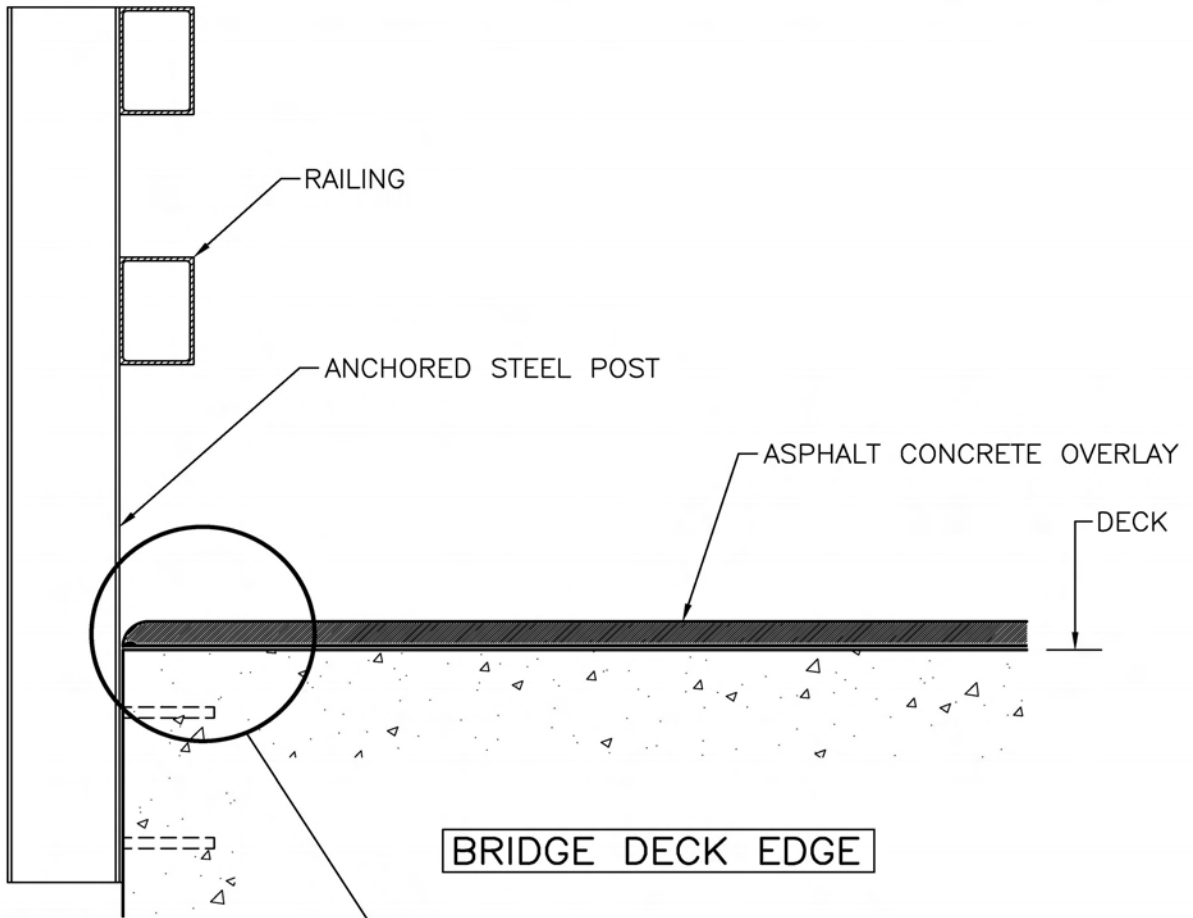 RAILING
ANCHORED STEEL POST
ASPHALT CONCRETE OVERLAY
DECK
BRIDGE DECK EDGE